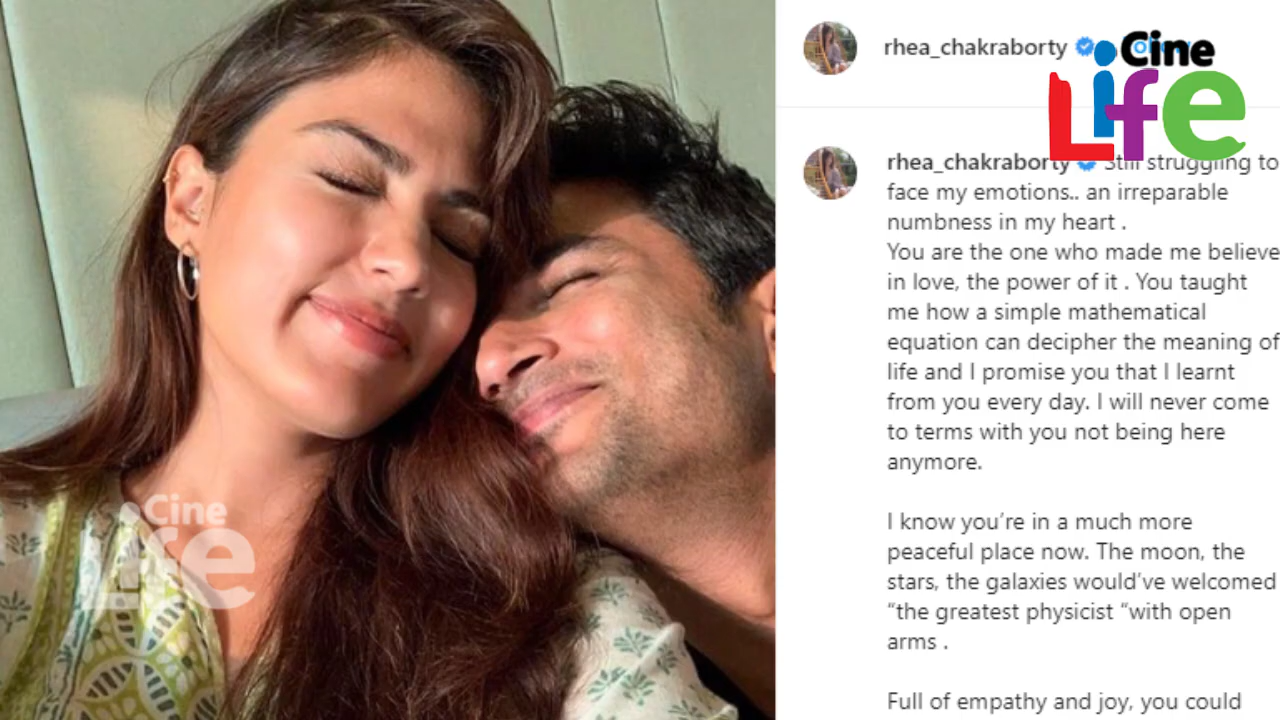 rhea_chakraborty
Cine
Life
rhea_chakraborty Still struggling to
face my emotions.. an irreparable
numbness in my heart .
You are the one who made me believe
in love, the power of it . You taught
me how a simple mathematical
equation can decipher the meaning of
life and I promise you that I learnt
from you every day. I will never come
to terms with you not being here
anymore.
I know you’re in a much more
peaceful place now. The moon, the
stars, the galaxies would’ve welcomed
“the greatest physicist “with open
arms .
Full of empathy and joy, you could
Cine
Life